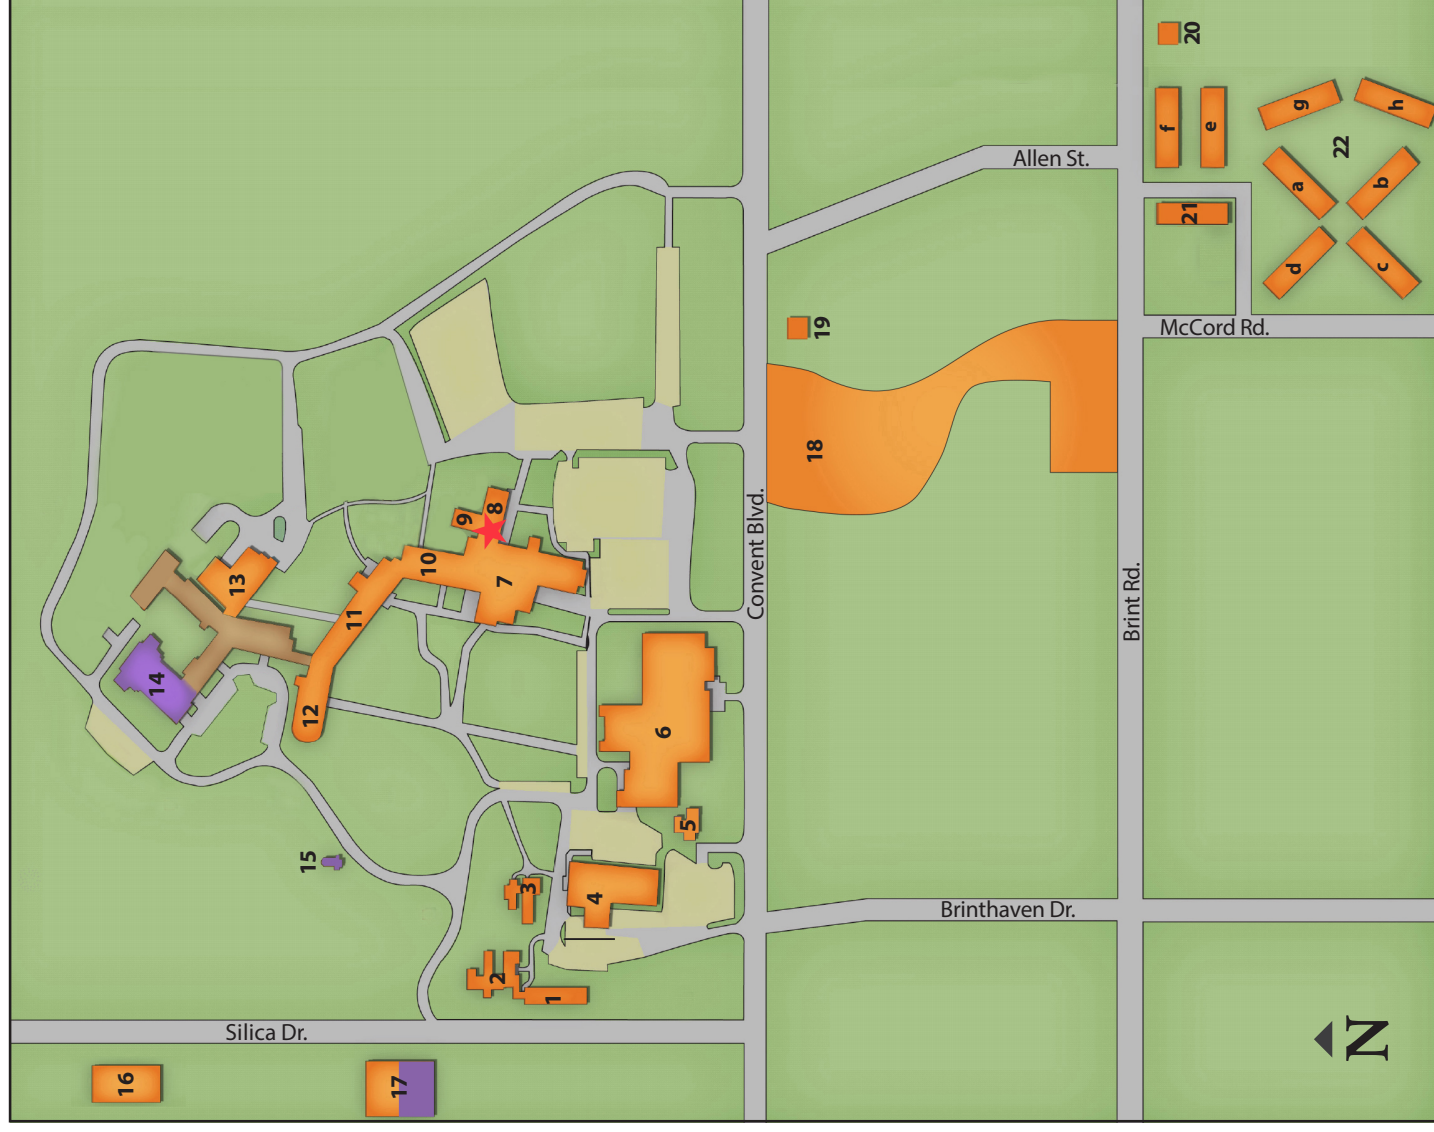 20
f
e
g
h
22
a
b
Allen St.
21
d
c
19
McCord Rd.
18
Convent Blvd.
9
8
10
7
13
11
14
12
6
Brint Rd.
5
15
3
4
2
1
Brinthaven Dr.
Silica Dr.
N
16
17